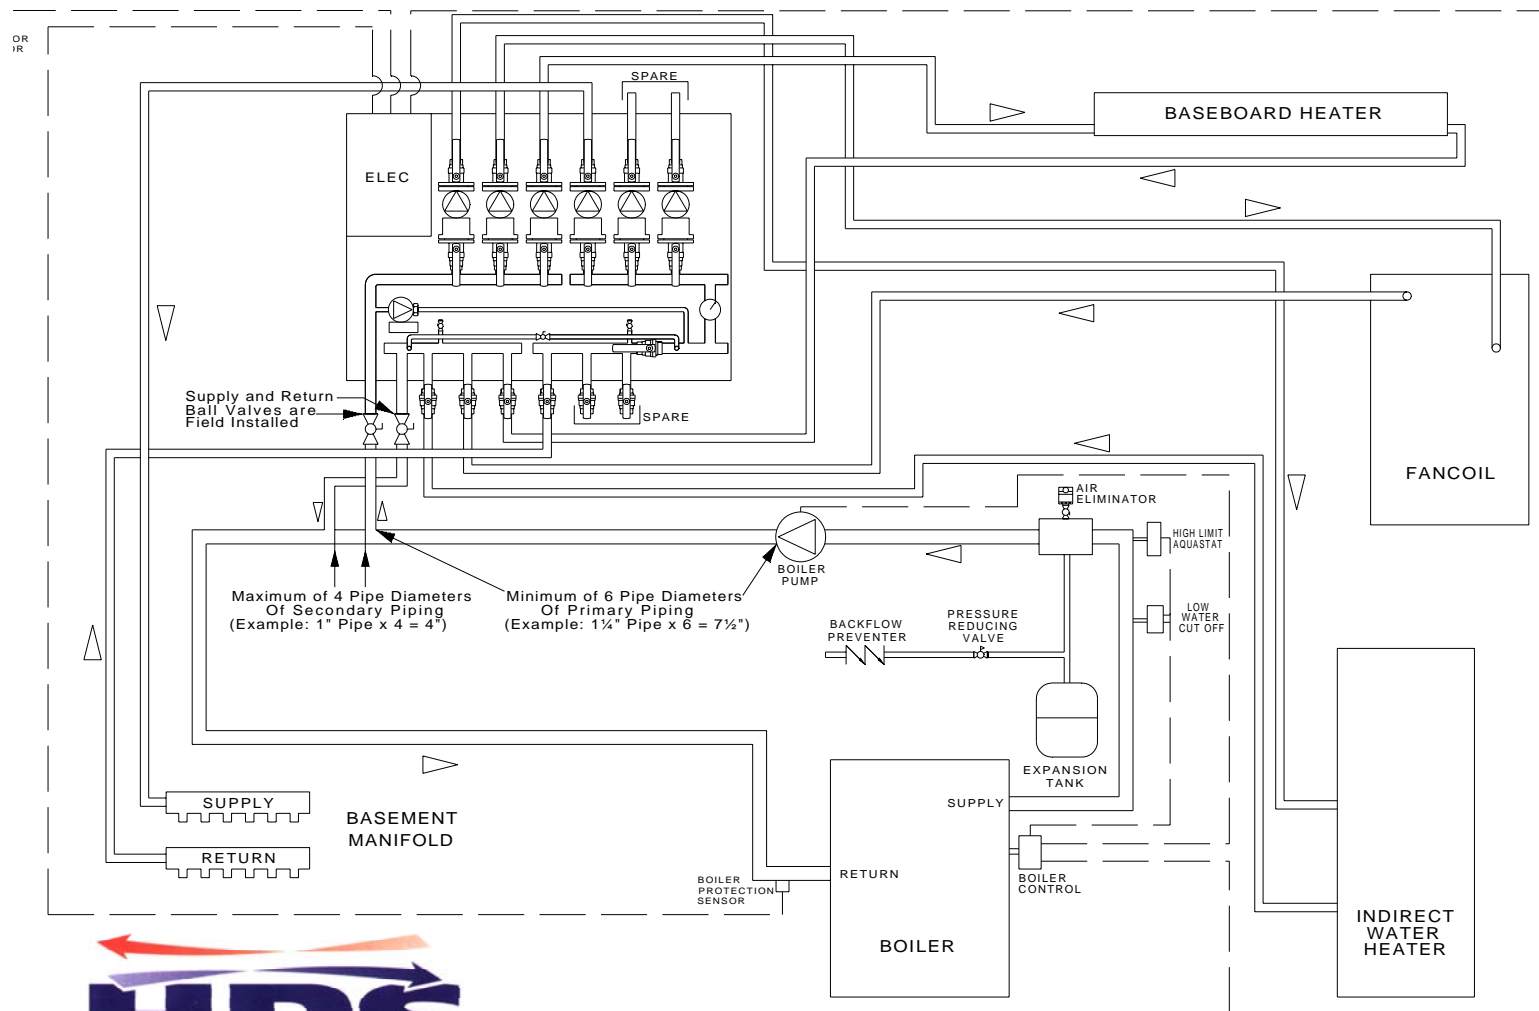 OR
OR
SPARE
BASEBOARD HEATER
ELEC
Supply and Return
Ball Valves are
Field Installed
SPARE
FANCOIL
AIR
ELIMINATOR
HIGH LIMIT
AQUASTAT
BOILER
PUMP
Maximum of 4 Pipe Diameters
Of Secondary Piping
(Example: 1" Pipe x 4 = 4")
Minimum of 6 Pipe Diameters
Of Primary Piping
(Example: 1¼" Pipe x 6 = 7½")
BACKFLOW
PREVENTER
PRESSURE
REDUCING
VALVE
LOW
WATER
CUT OFF
EXPANSION
TANK
SUPPLY
SUPPLY
BASEMENT
MANIFOLD
RETURN
BOILER
PROTECTION
SENSOR
RETURN
BOILER
CONTROL
BOILER
INDIRECT
WATER
HEATER